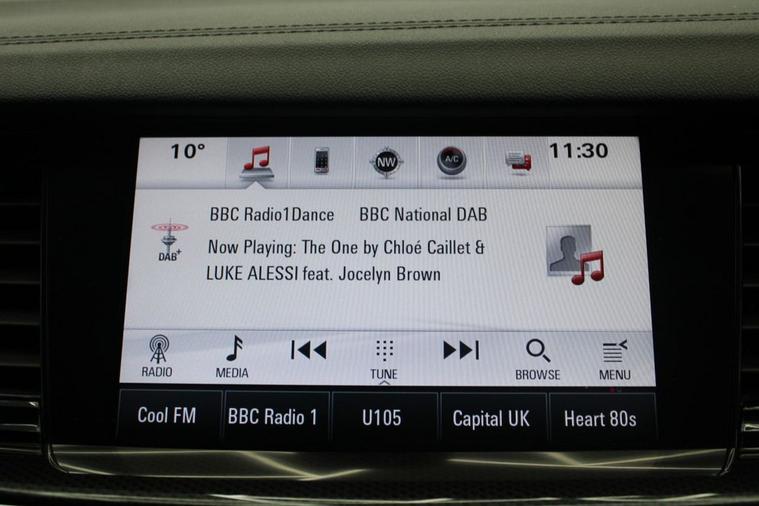 10° NW A/C 11:30
BBC Radio1Dance BBC National DAB
DAB+
Now Playing: The One by Chloé Caillet &
LUKE ALESSI feat. Jocelyn Brown
RADIO MEDIA TUNE BROWSE MENU
Cool FM BBC Radio 1 U105 Capital UK Heart 80s